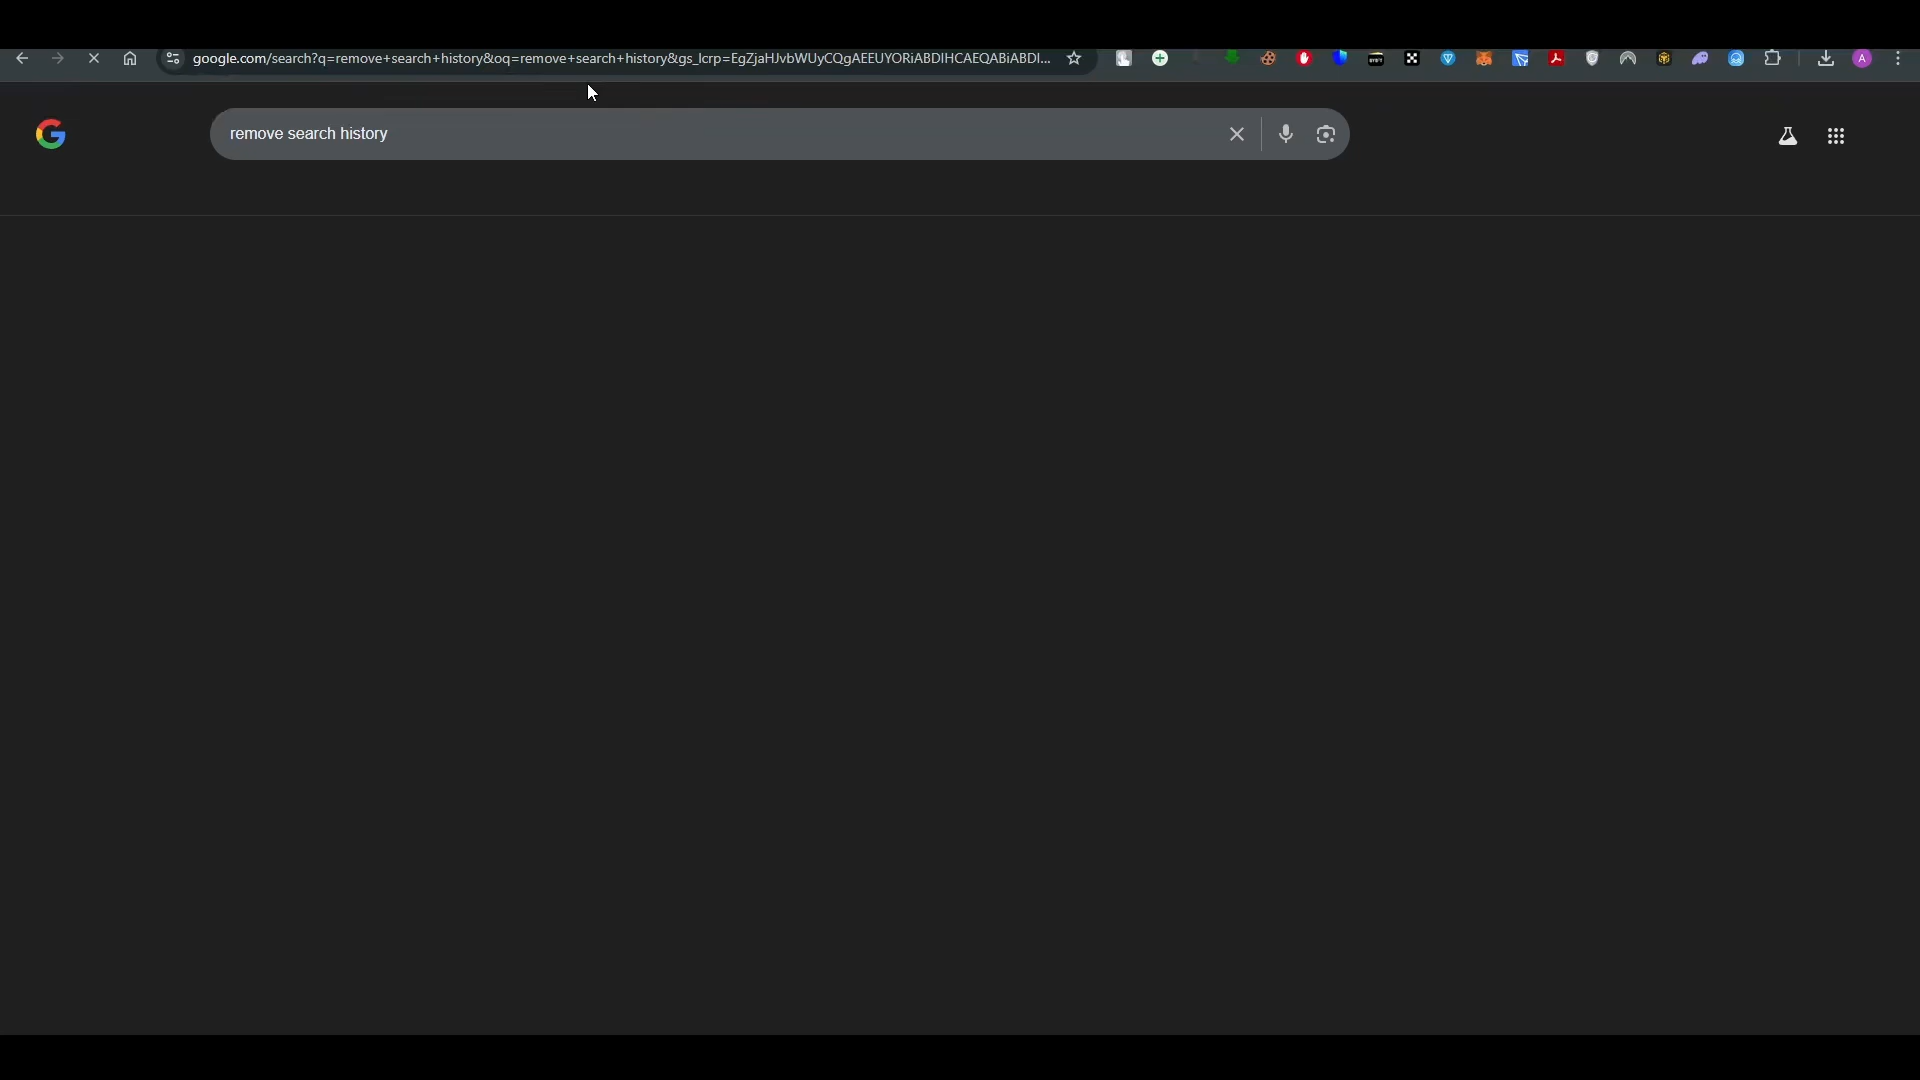 google.com/search?q=remove+search+history&oq=remove+search+history&gs_lcrp=EgZjaHJvbWUyCQgAEEUYORiABDIHCAEQABiABDI...
A
remove search history